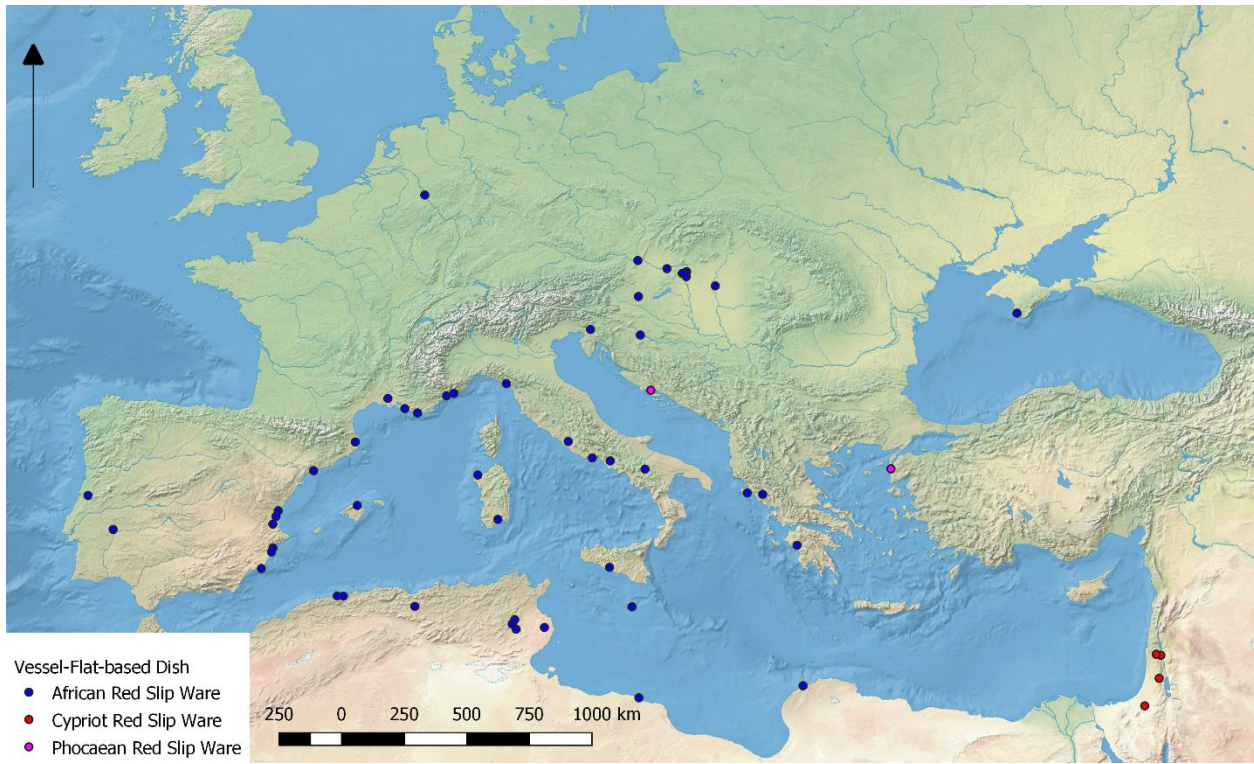 Vessel-Flat-based Dish
African Red Slip Ware
Cypriot Red Slip Ware
Phocaean Red Slip Ware
250 0 250 500 750 1000 km